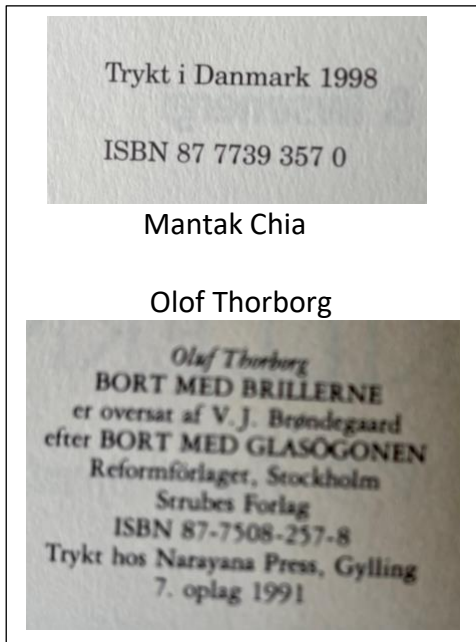 Trykt i Danmark 1998
ISBN 87 7739 357 0
Mantak Chia
Olof Thorborg
Olaf Thorborg
BORT MED BRILLERNE
er oversat af V. J. Brøndegaard
efter BORT MED GLASÖGONEN
Reformförlaget, Stockholm
Strubes Forlag
ISBN 87-7508-257-8
Trykt hos Narayana Press, Gylling
7. oplag 1991